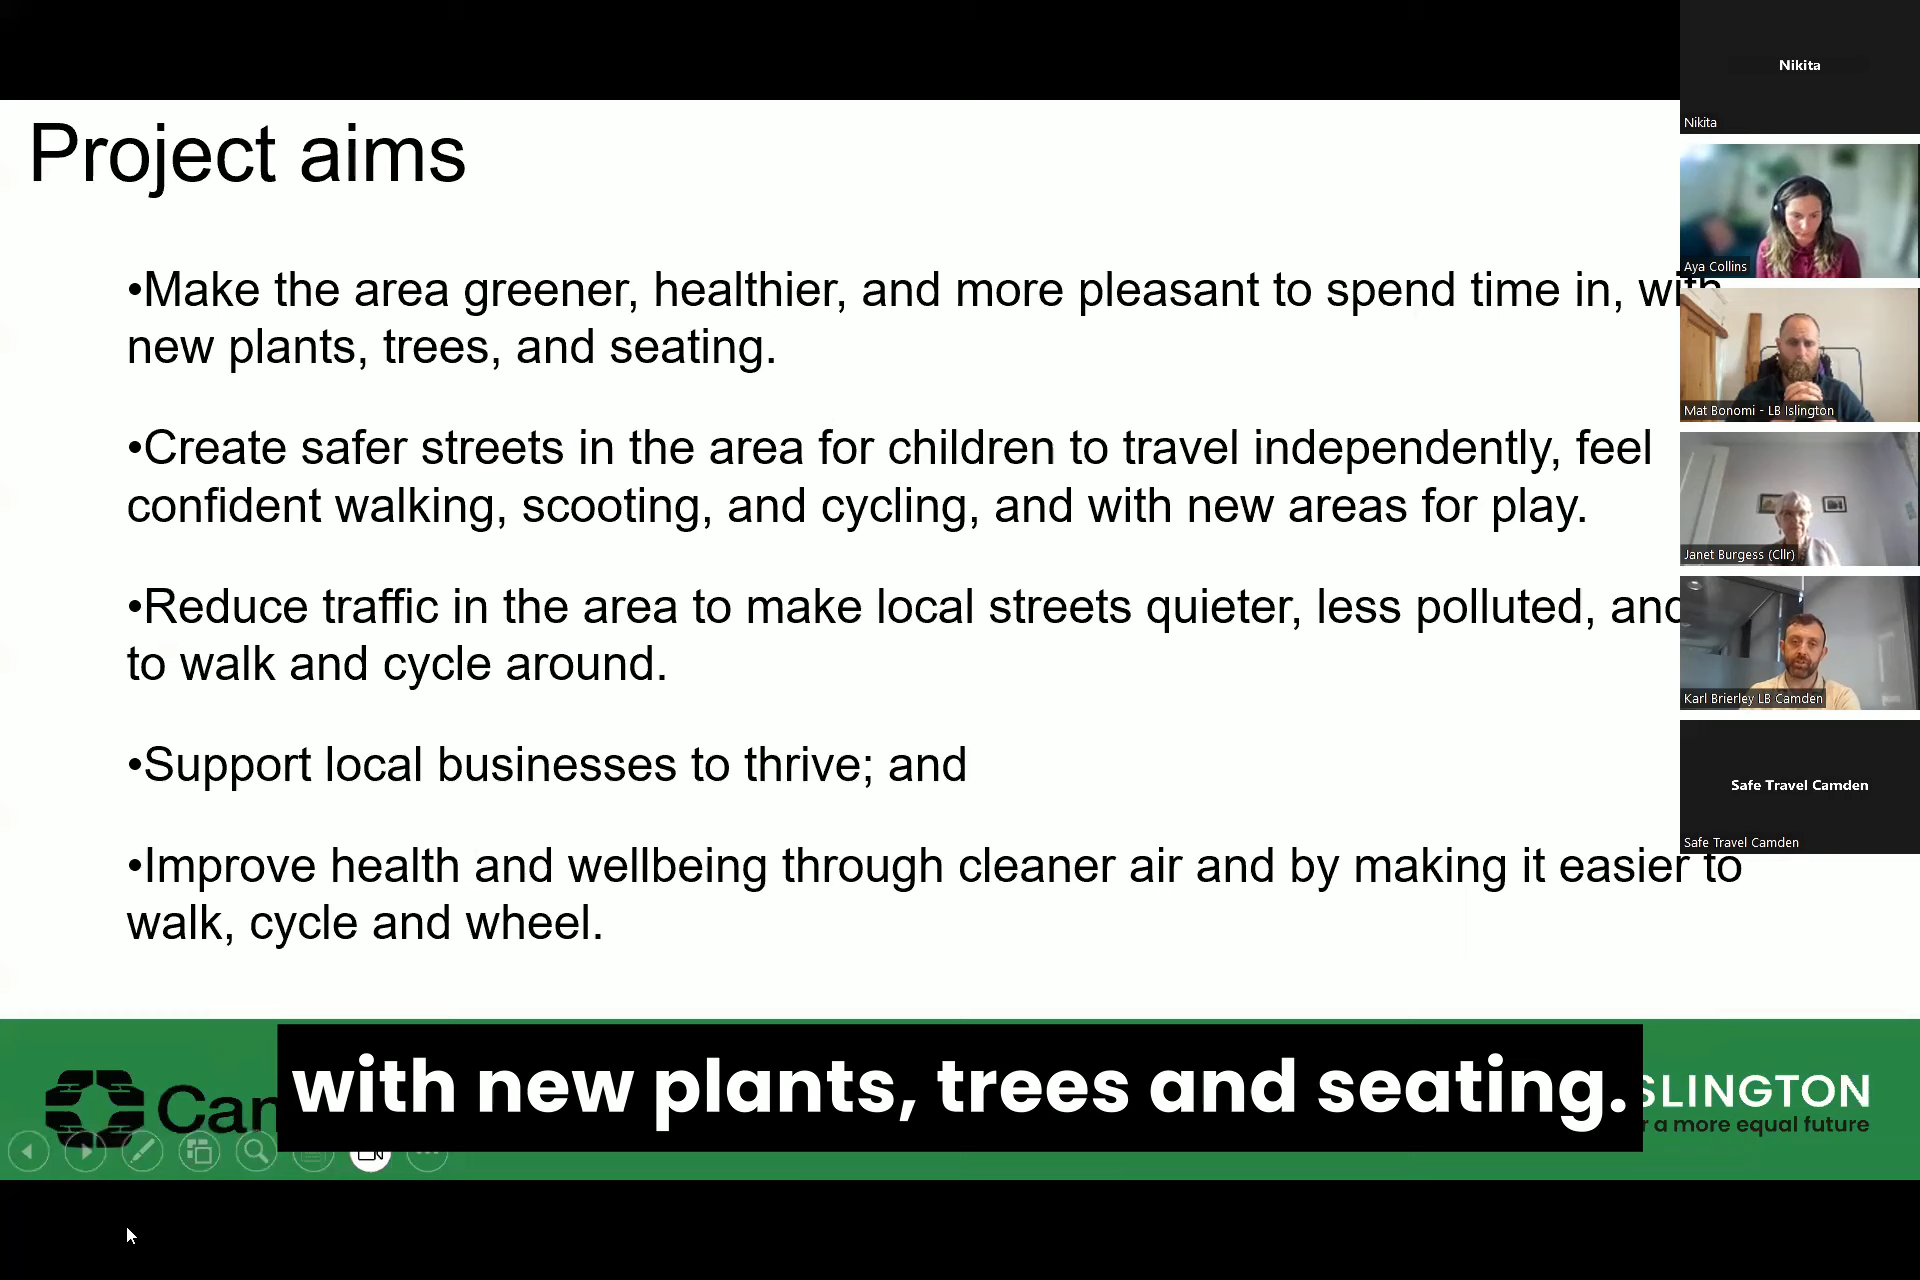 Project aims
•Make the area greener, healthier, and more pleasant to spend time in, with
new plants, trees, and seating.
•Create safer streets in the area for children to travel independently, feel
confident walking, scooting, and cycling, and with new areas for play.
•Reduce traffic in the area to make local streets quieter, less polluted, and
to walk and cycle around.
•Support local businesses to thrive; and
•Improve health and wellbeing through cleaner air and by making it easier to
walk, cycle and wheel.
with new plants, trees and seating.
Cam
SLINGTON
r a more equal future
Nikita
Nikita
Aya Collins
Mat Bonomi - LB Islington
Janet Burgess (Cllr)
Karl Brierley LB Camden
Safe Travel Camden
Safe Travel Camden